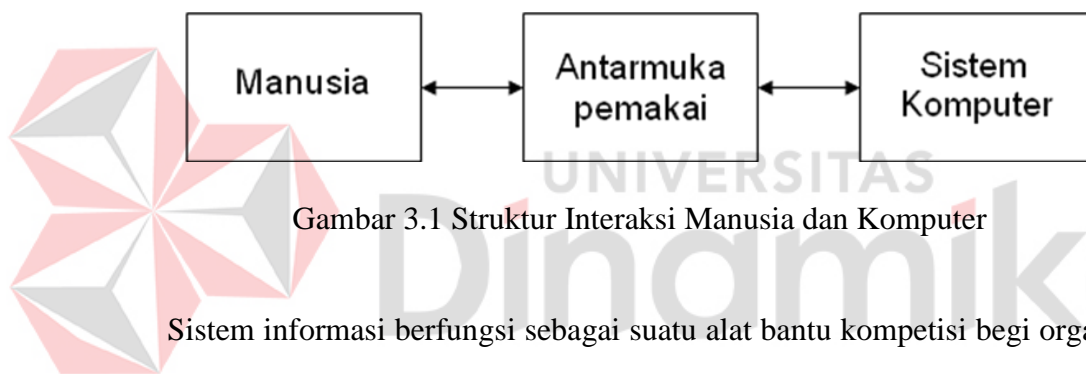 Manusia
Antarmuka
pemakai
Sistem
Komputer
UNIVERSITAS
Dinamik
Gambar 3.1 Struktur Interaksi Manusia dan Komputer
Sistem informasi berfungsi sebagai suatu alat bantu kompetisi begi orga